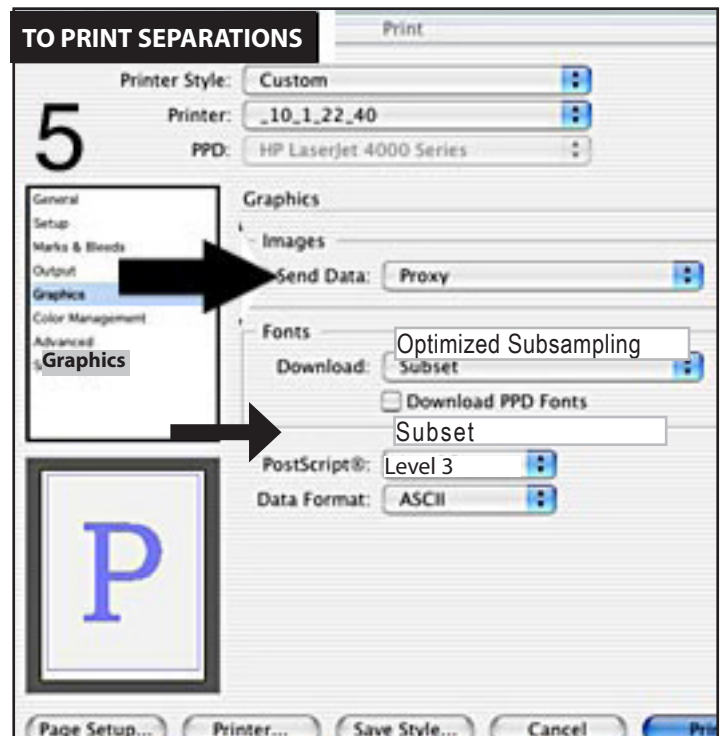 TO PRINT SEPARATIONS
Print
Printer Style: Custom
5
Printer: _10_1_22_40
PPD: HP LaserJet 4000 Series
General
Setup
Marks & Bleeds
Output
Graphics
Color Management
Advanced
S
Graphics
Graphics
Images
Send Data: Proxy
Fonts
Optimized Subsampling
Download: Subset
Download PPD Fonts
Subset
PostScript®: Level 3
Data Format: ASCII
P
Page Setup... Printer... Save Style... Cancel Prin